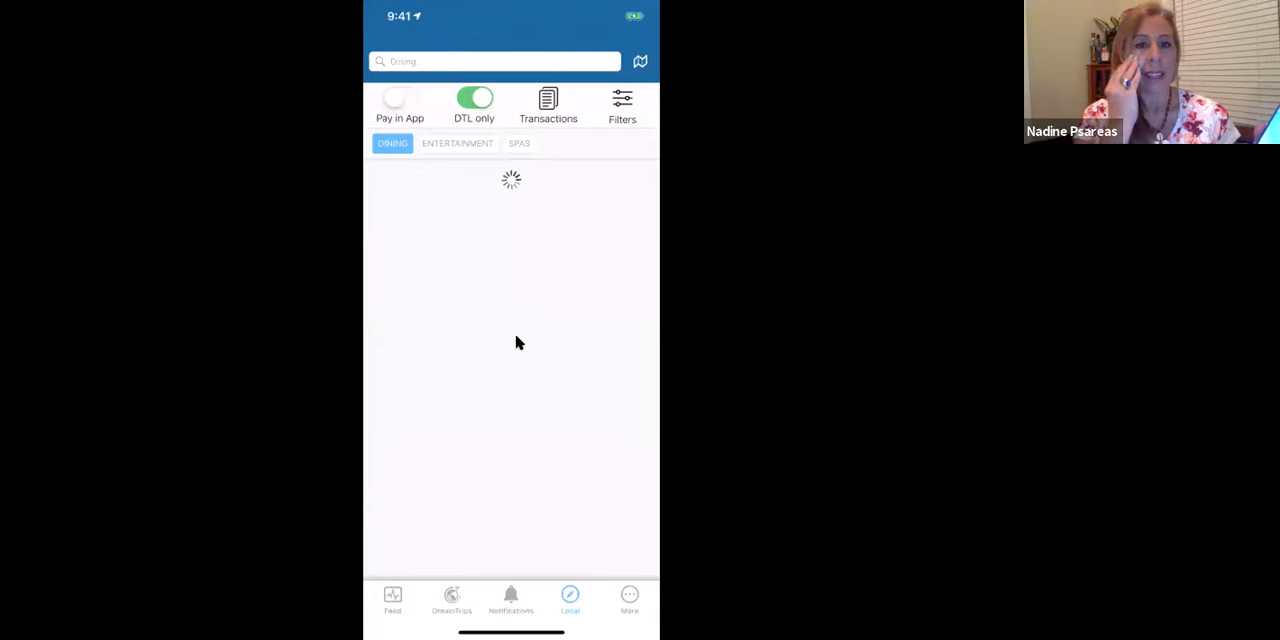 9:41
Dining
Pay in App
DTL only
Transactions
Filters
DINING
ENTERTAINMENT
SPAS
Nadine Psareas
Feed
DreamTrips
Notifications
Local
More